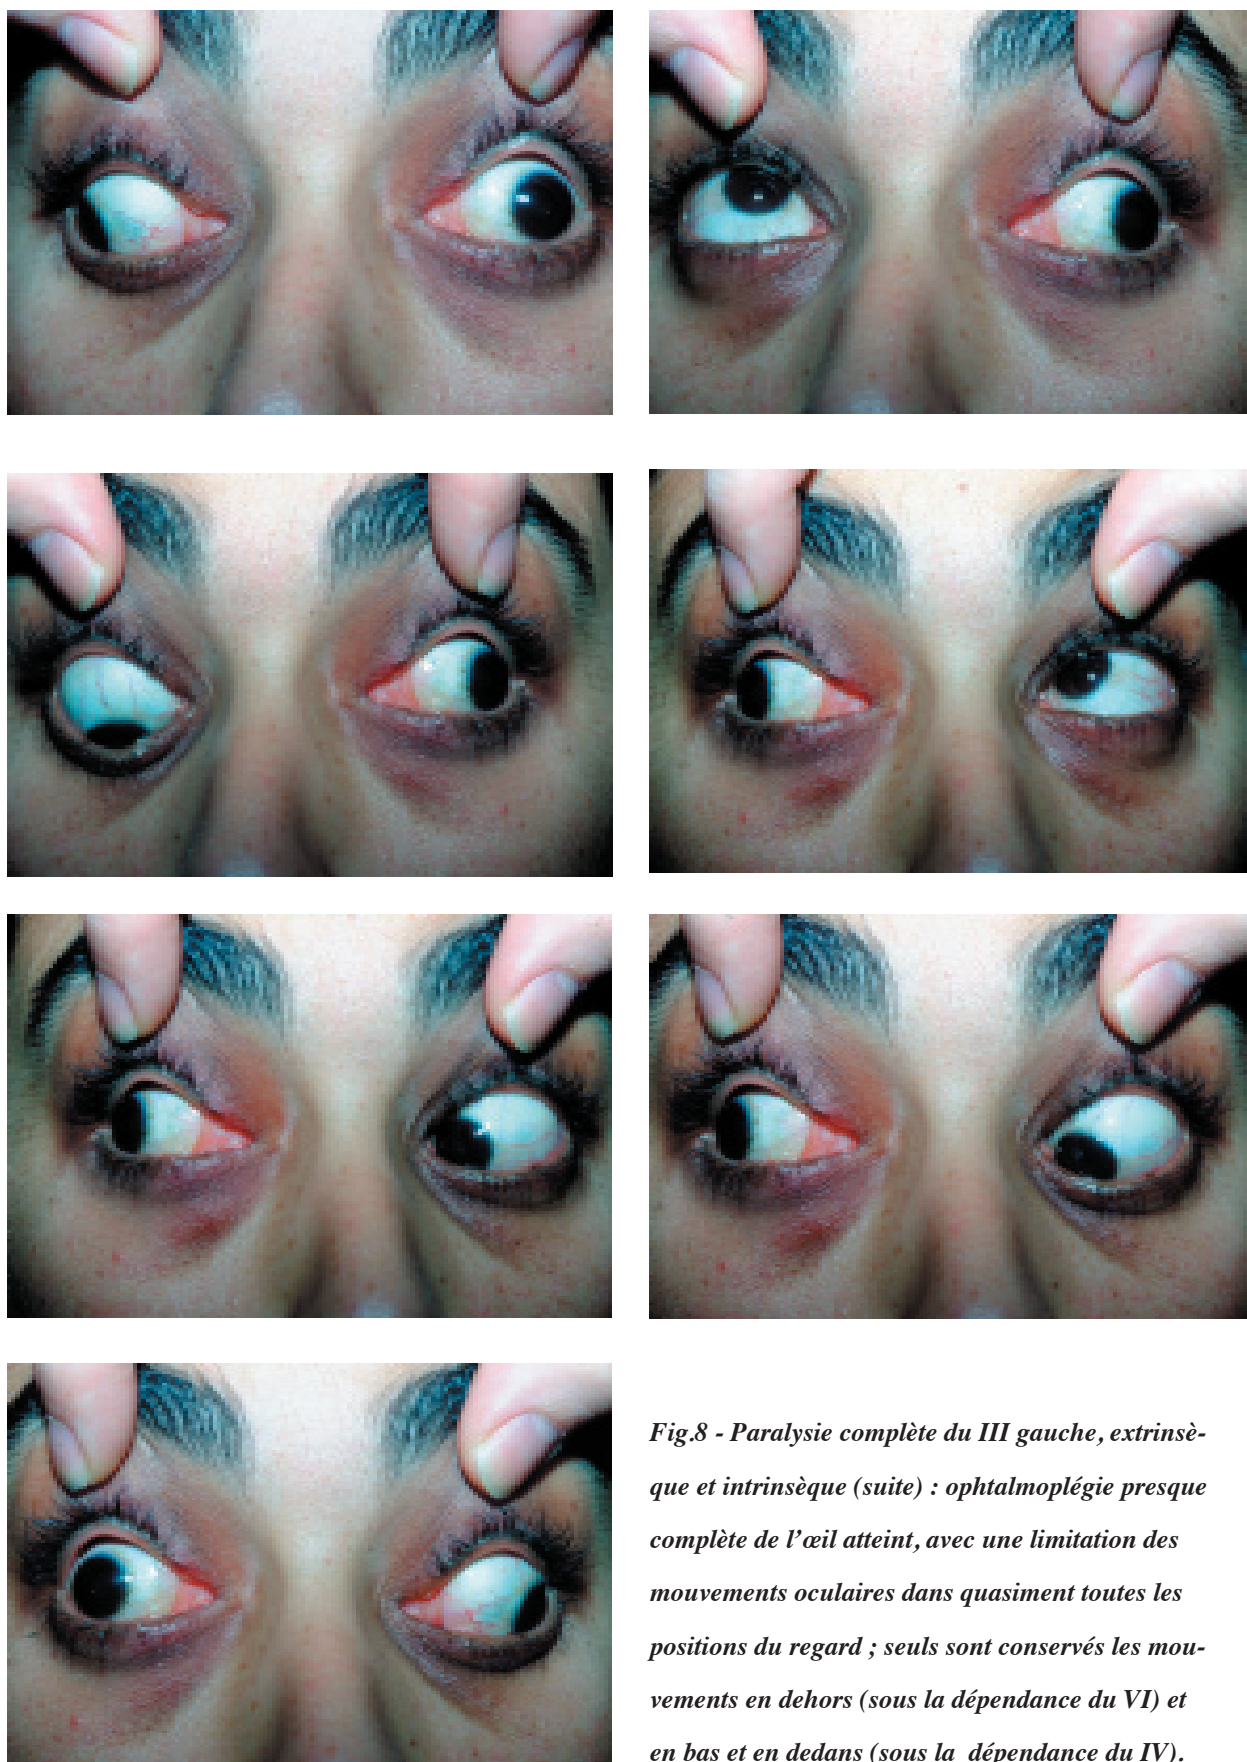 Fig.8 - Paralysie complète du III gauche, extrinsè-
que et intrinsèque (suite) : ophtalmoplégie presque
complète de l'œil atteint, avec une limitation des
mouvements oculaires dans quasiment toutes les
positions du regard ; seuls sont conservés les mou-
vements en dehors (sous la dépendance du VI) et
en bas et en dedans (sous la dépendance du IV).